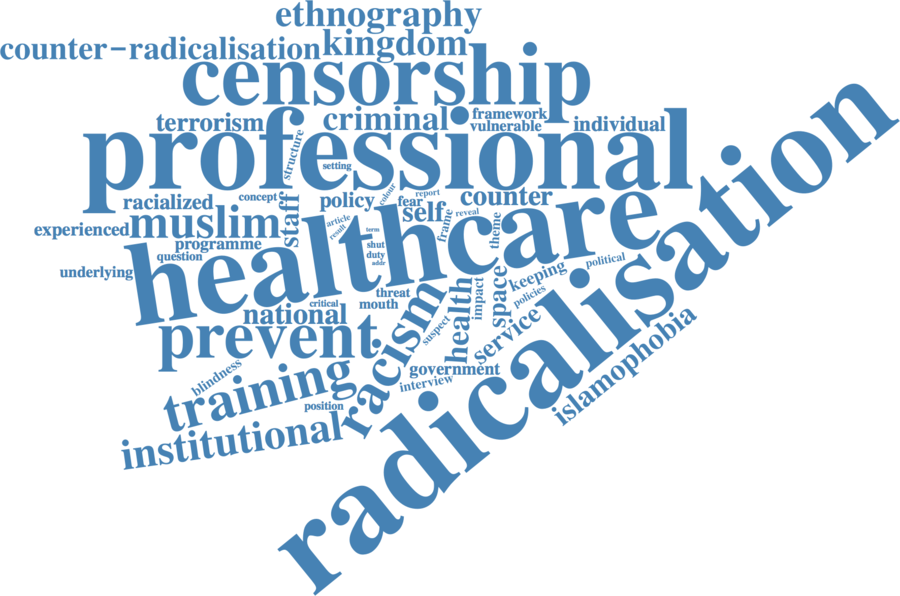 ethnography
counter-radicalisation
kingdom
censorship
terrorism
criminal
framework
vulnerable
individual
professional
structure
setting
radicalisation
racialized
concept
staff
policy
colour
report
fear
counter
experienced
muslim
article
result
term
self
frame
reveal
theme
programme
shut
healthcare
question
duty
addr
underlying
political
keeping
space
impact
health
policies
threat
mouth
critical
national
racism
suspect
service
prevent
islamophobia
blindness
training
government
interview
position
institutional